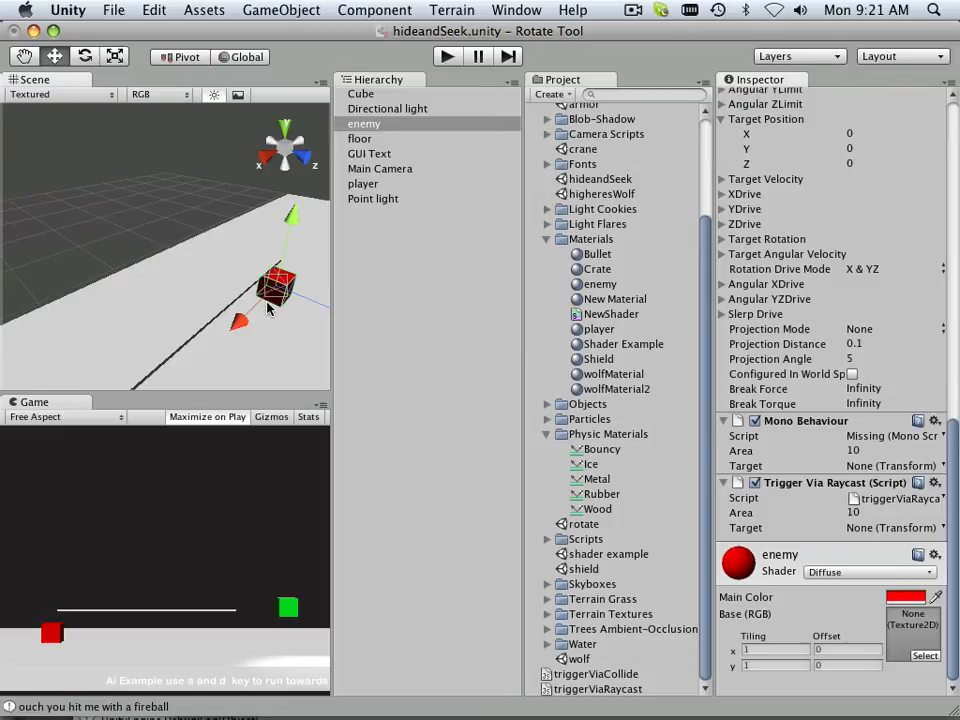 Unity File Edit Assets GameObject Component Terrain Window Help Mon 9:21 AM
hideandSeek.unity - Rotate Tool
Pivot Global Layers Layout
Scene
Textured RGB
y
x z
Hierarchy
Cube
Directional light
enemy
floor
GUI Text
Main Camera
player
Point light
Game
Free Aspect Maximize on Play Gizmos Stats
Ai Example use a and d key to run towarda
Project
Create
armor
Blob-Shadow
Camera Scripts
crane
Fonts
hideandSeek
higheresWolf
Light Cookies
Light Flares
Materials
Bullet
Crate
enemy
New Material
NewShader
player
Shader Example
Shield
wolfMaterial
wolfMaterial2
Objects
Particles
Physic Materials
Bouncy
Ice
Metal
Rubber
Wood
rotate
Scripts
shader example
shield
Skyboxes
Terrain Grass
Terrain Textures
Trees Ambient-Occlusion
Water
wolf
triggerViaCollide
triggerViaRaycast
Inspector
Angular YLimit
Angular ZLimit
Target Position
X 0
Y 0
Z 0
Target Velocity
XDrive
YDrive
ZDrive
Target Rotation
Target Angular Velocity
Rotation Drive Mode X & YZ
Angular XDrive
Angular YZDrive
Slerp Drive
Projection Mode None
Projection Distance 0.1
Projection Angle 5
Configured In World Sp
Break Force Infinity
Break Torque Infinity
Mono Behaviour
Script Missing (Mono Scr
Area 10
Target None (Transform)
Trigger Via Raycast (Script)
Script triggerViaRayca
Area 10
Target None (Transform)
enemy
Shader Diffuse
Main Color
Base (RGB) None
(Texture2D)
Tiling Offset
x 1 0
y 1 0
Select
ouch you hit me with a fireball